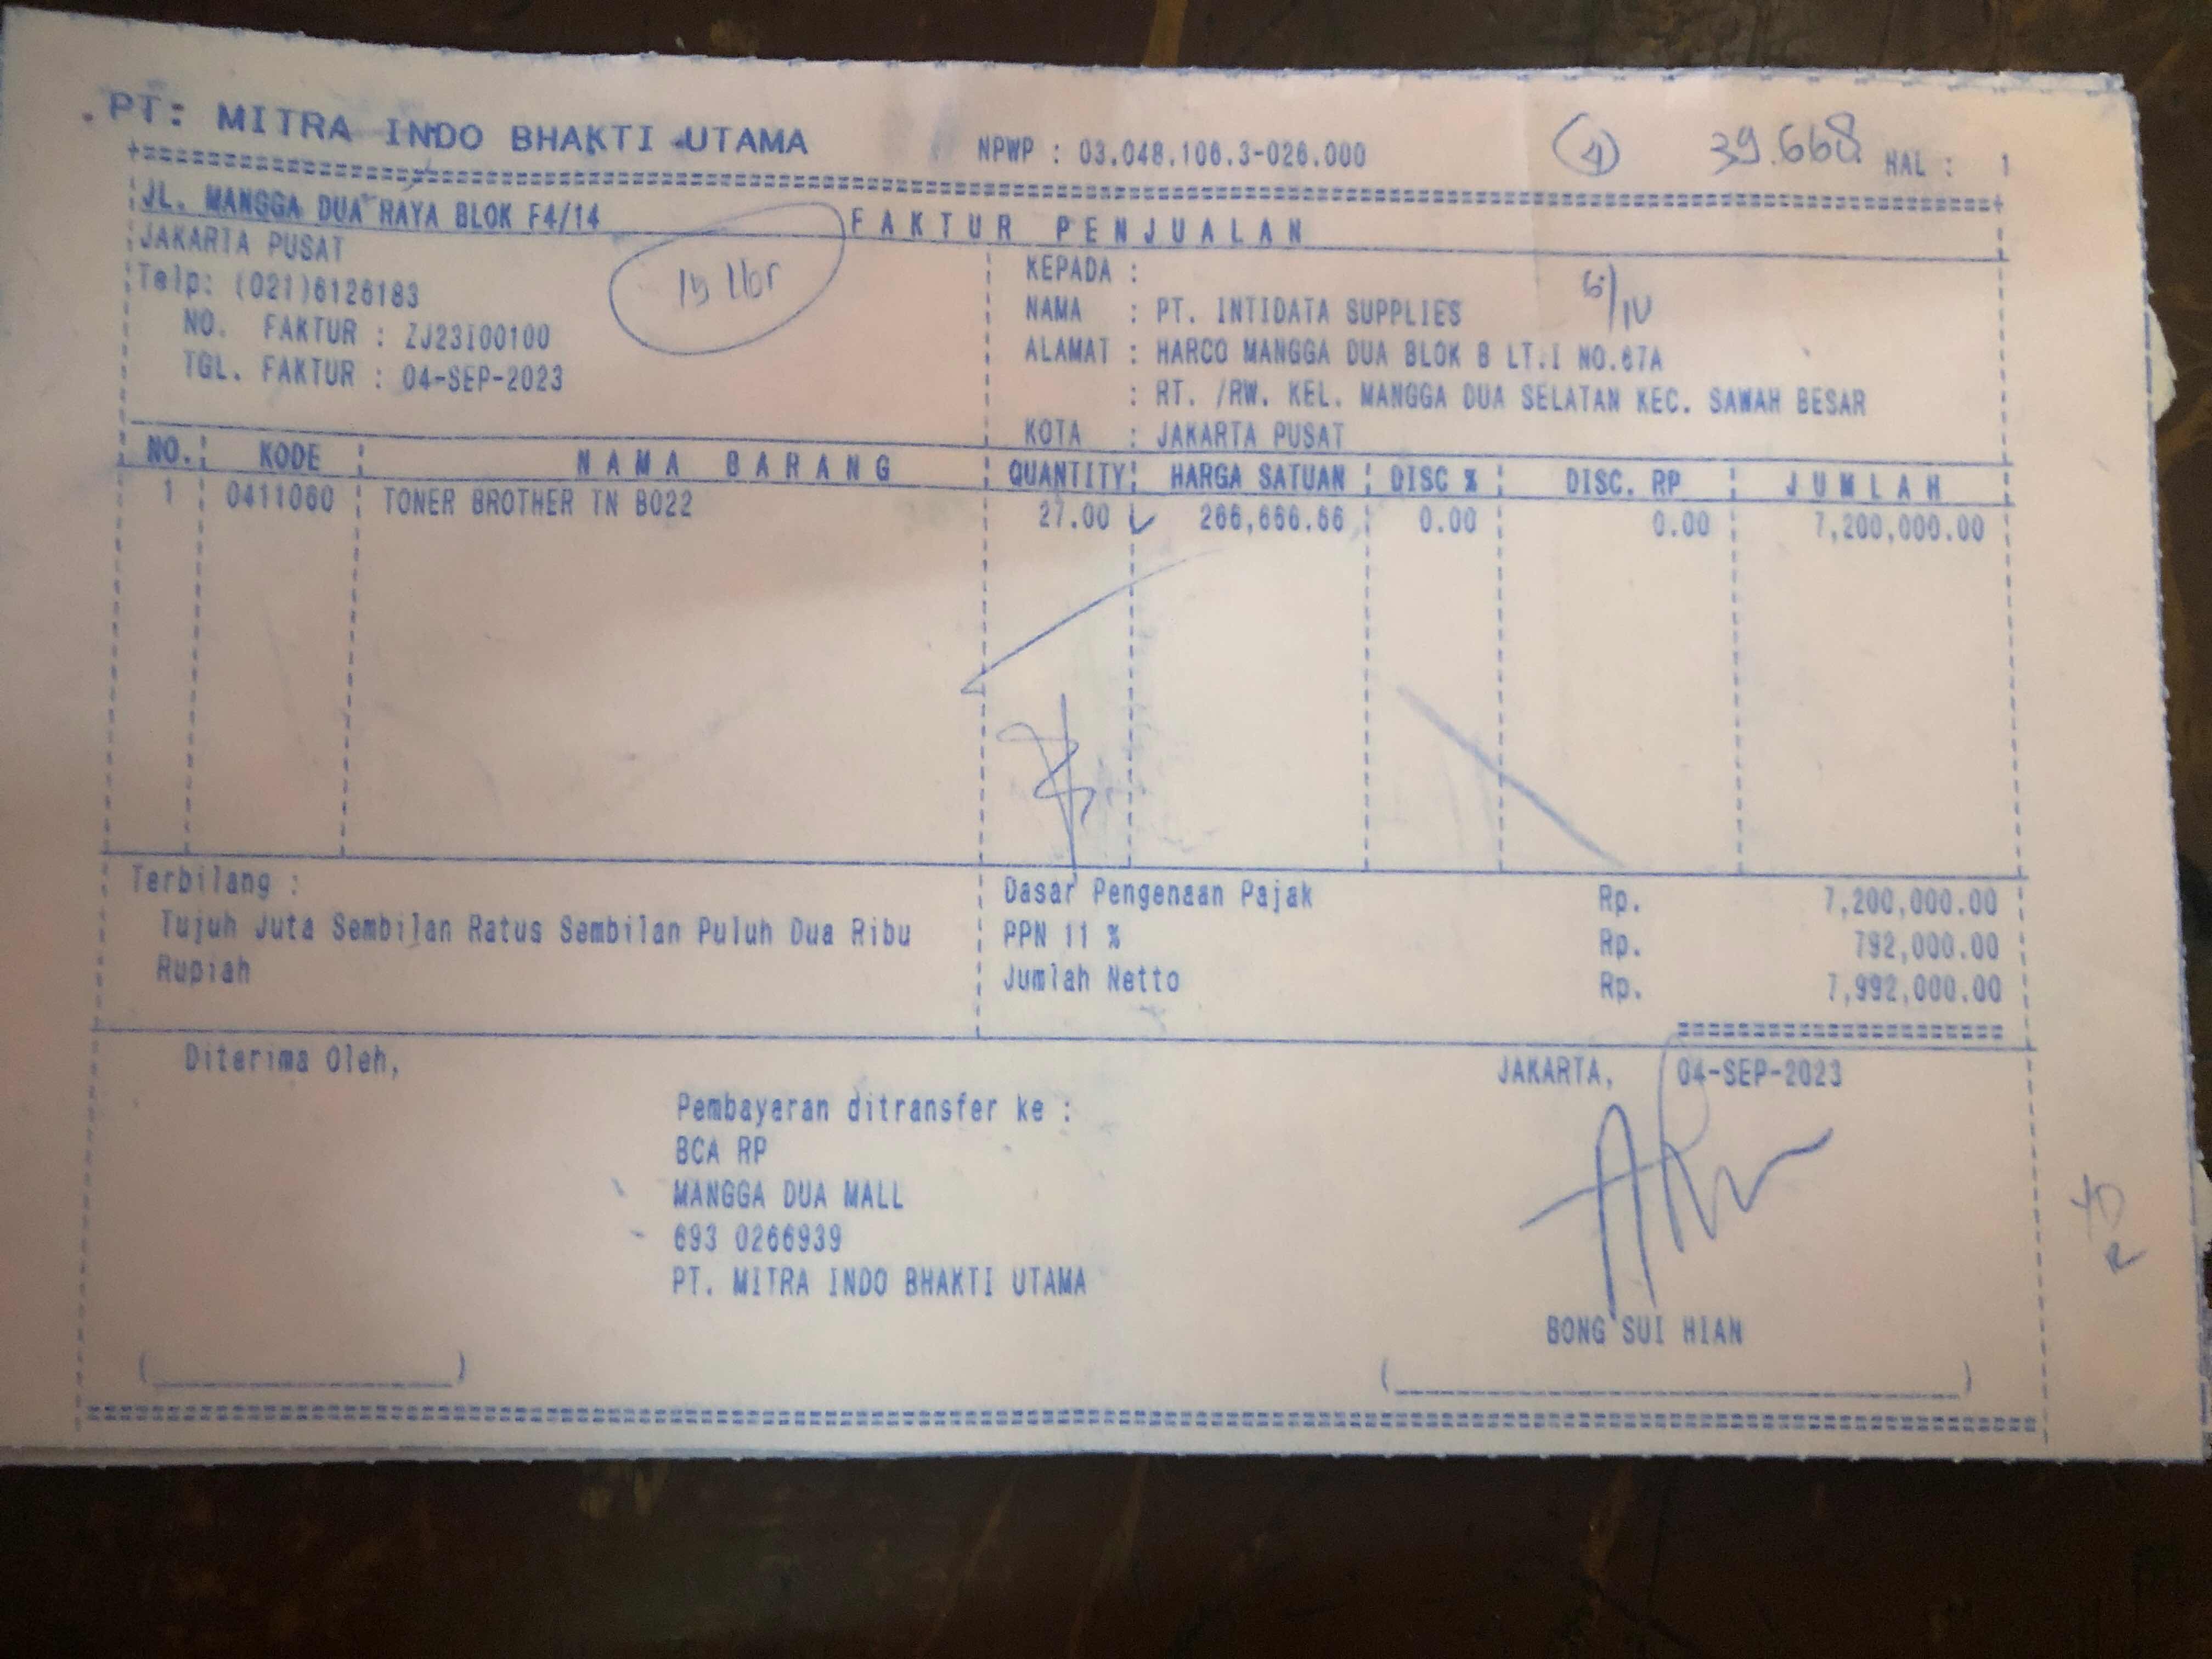 PT: MITRA INDO BHAKTI UTAMA
NPWP : 03.048.106.3-026.000
4
39.668
HAL : 1
JL. MANGGA DUA RAYA BLOK F4/14
FAKTUR PENJUALAN
JAKARTA PUSAT
Telp: (021)6126183
NO. FAKTUR : ZJ23I00100
TGL. FAKTUR : 04-SEP-2023
KEPADA :
NAMA : PT. INTIDATA SUPPLIES
ALAMAT : HARCO MANGGA DUA BLOK B LT.I NO.67A
: RT. /RW. KEL. MANGGA DUA SELATAN KEC. SAWAH BESAR
KOTA : JAKARTA PUSAT
NO. KODE NAMA BARANG QUANTITY HARGA SATUAN DISC % DISC. RP JUMLAH
1 0411060 TONER BROTHER TN B022 27.00 266,666.66 0.00 0.00 7,200,000.00
Terbilang :
Tujuh Juta Sembilan Ratus Sembilan Puluh Dua Ribu
Rupiah
Dasar Pengenaan Pajak Rp. 7,200,000.00
PPN 11 % Rp. 792,000.00
Jumlah Netto Rp. 7,992,000.00
Diterima Oleh,
JAKARTA, 04-SEP-2023
Pembayaran ditransfer ke :
BCA RP
MANGGA DUA MALL
693 0266939
PT. MITRA INDO BHAKTI UTAMA
BONG SUI HIAN